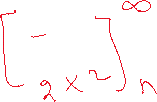 [ - 2 x 2 ]^∞_n